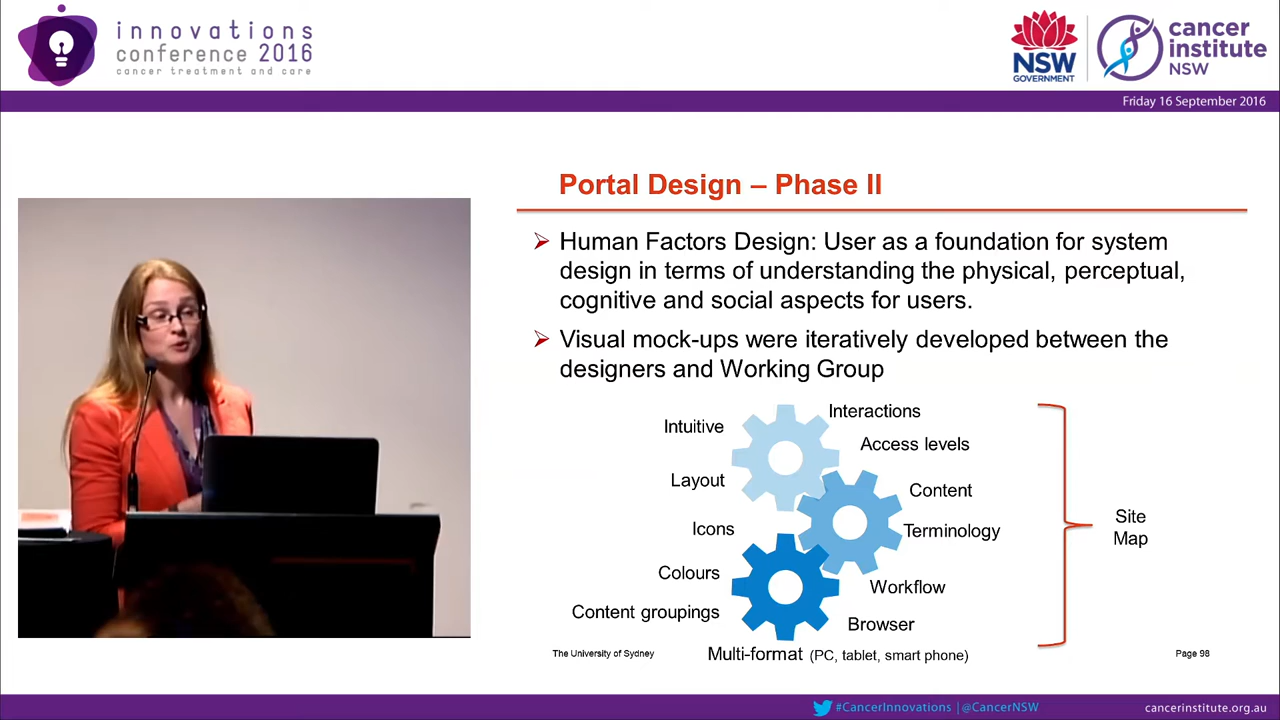 innovations
conference 2016
cancer treatment and care
NSW
GOVERNMENT
cancer
institute
NSW
Friday 16 September 2016
Portal Design – Phase II
Human Factors Design: User as a foundation for system
design in terms of understanding the physical, perceptual,
cognitive and social aspects for users.
Visual mock-ups were iteratively developed between the
designers and Working Group
Intuitive
Interactions
Access levels
Layout
Content
Icons
Terminology
Site
Map
Colours
Workflow
Content groupings
Browser
Multi-format (PC, tablet, smart phone)
The University of Sydney
Page 98
#CancerInnovations | @CancerNSW
cancerinstitute.org.au